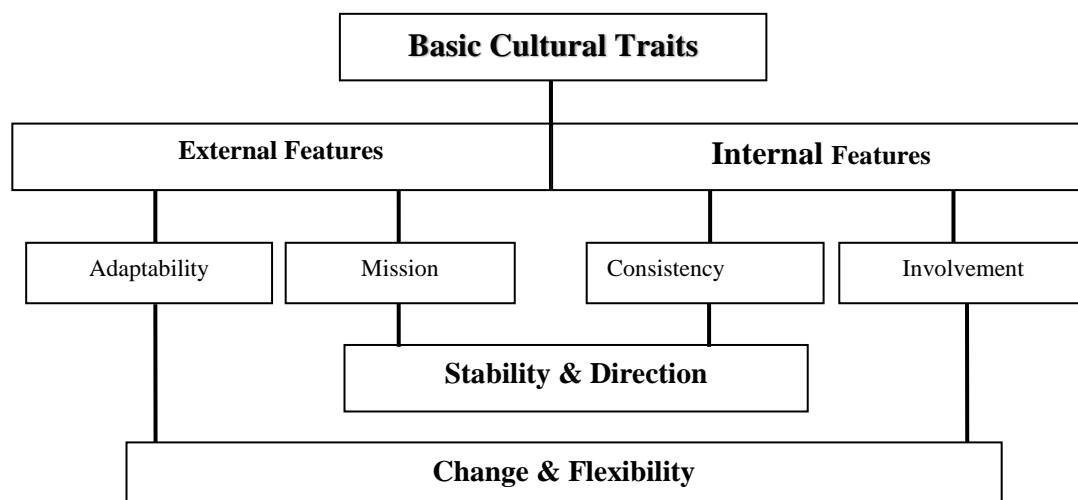 Basic Cultural Traits
External Features
Internal Features
Adaptability
Mission
Consistency
Involvement
Stability & Direction
Change & Flexibility